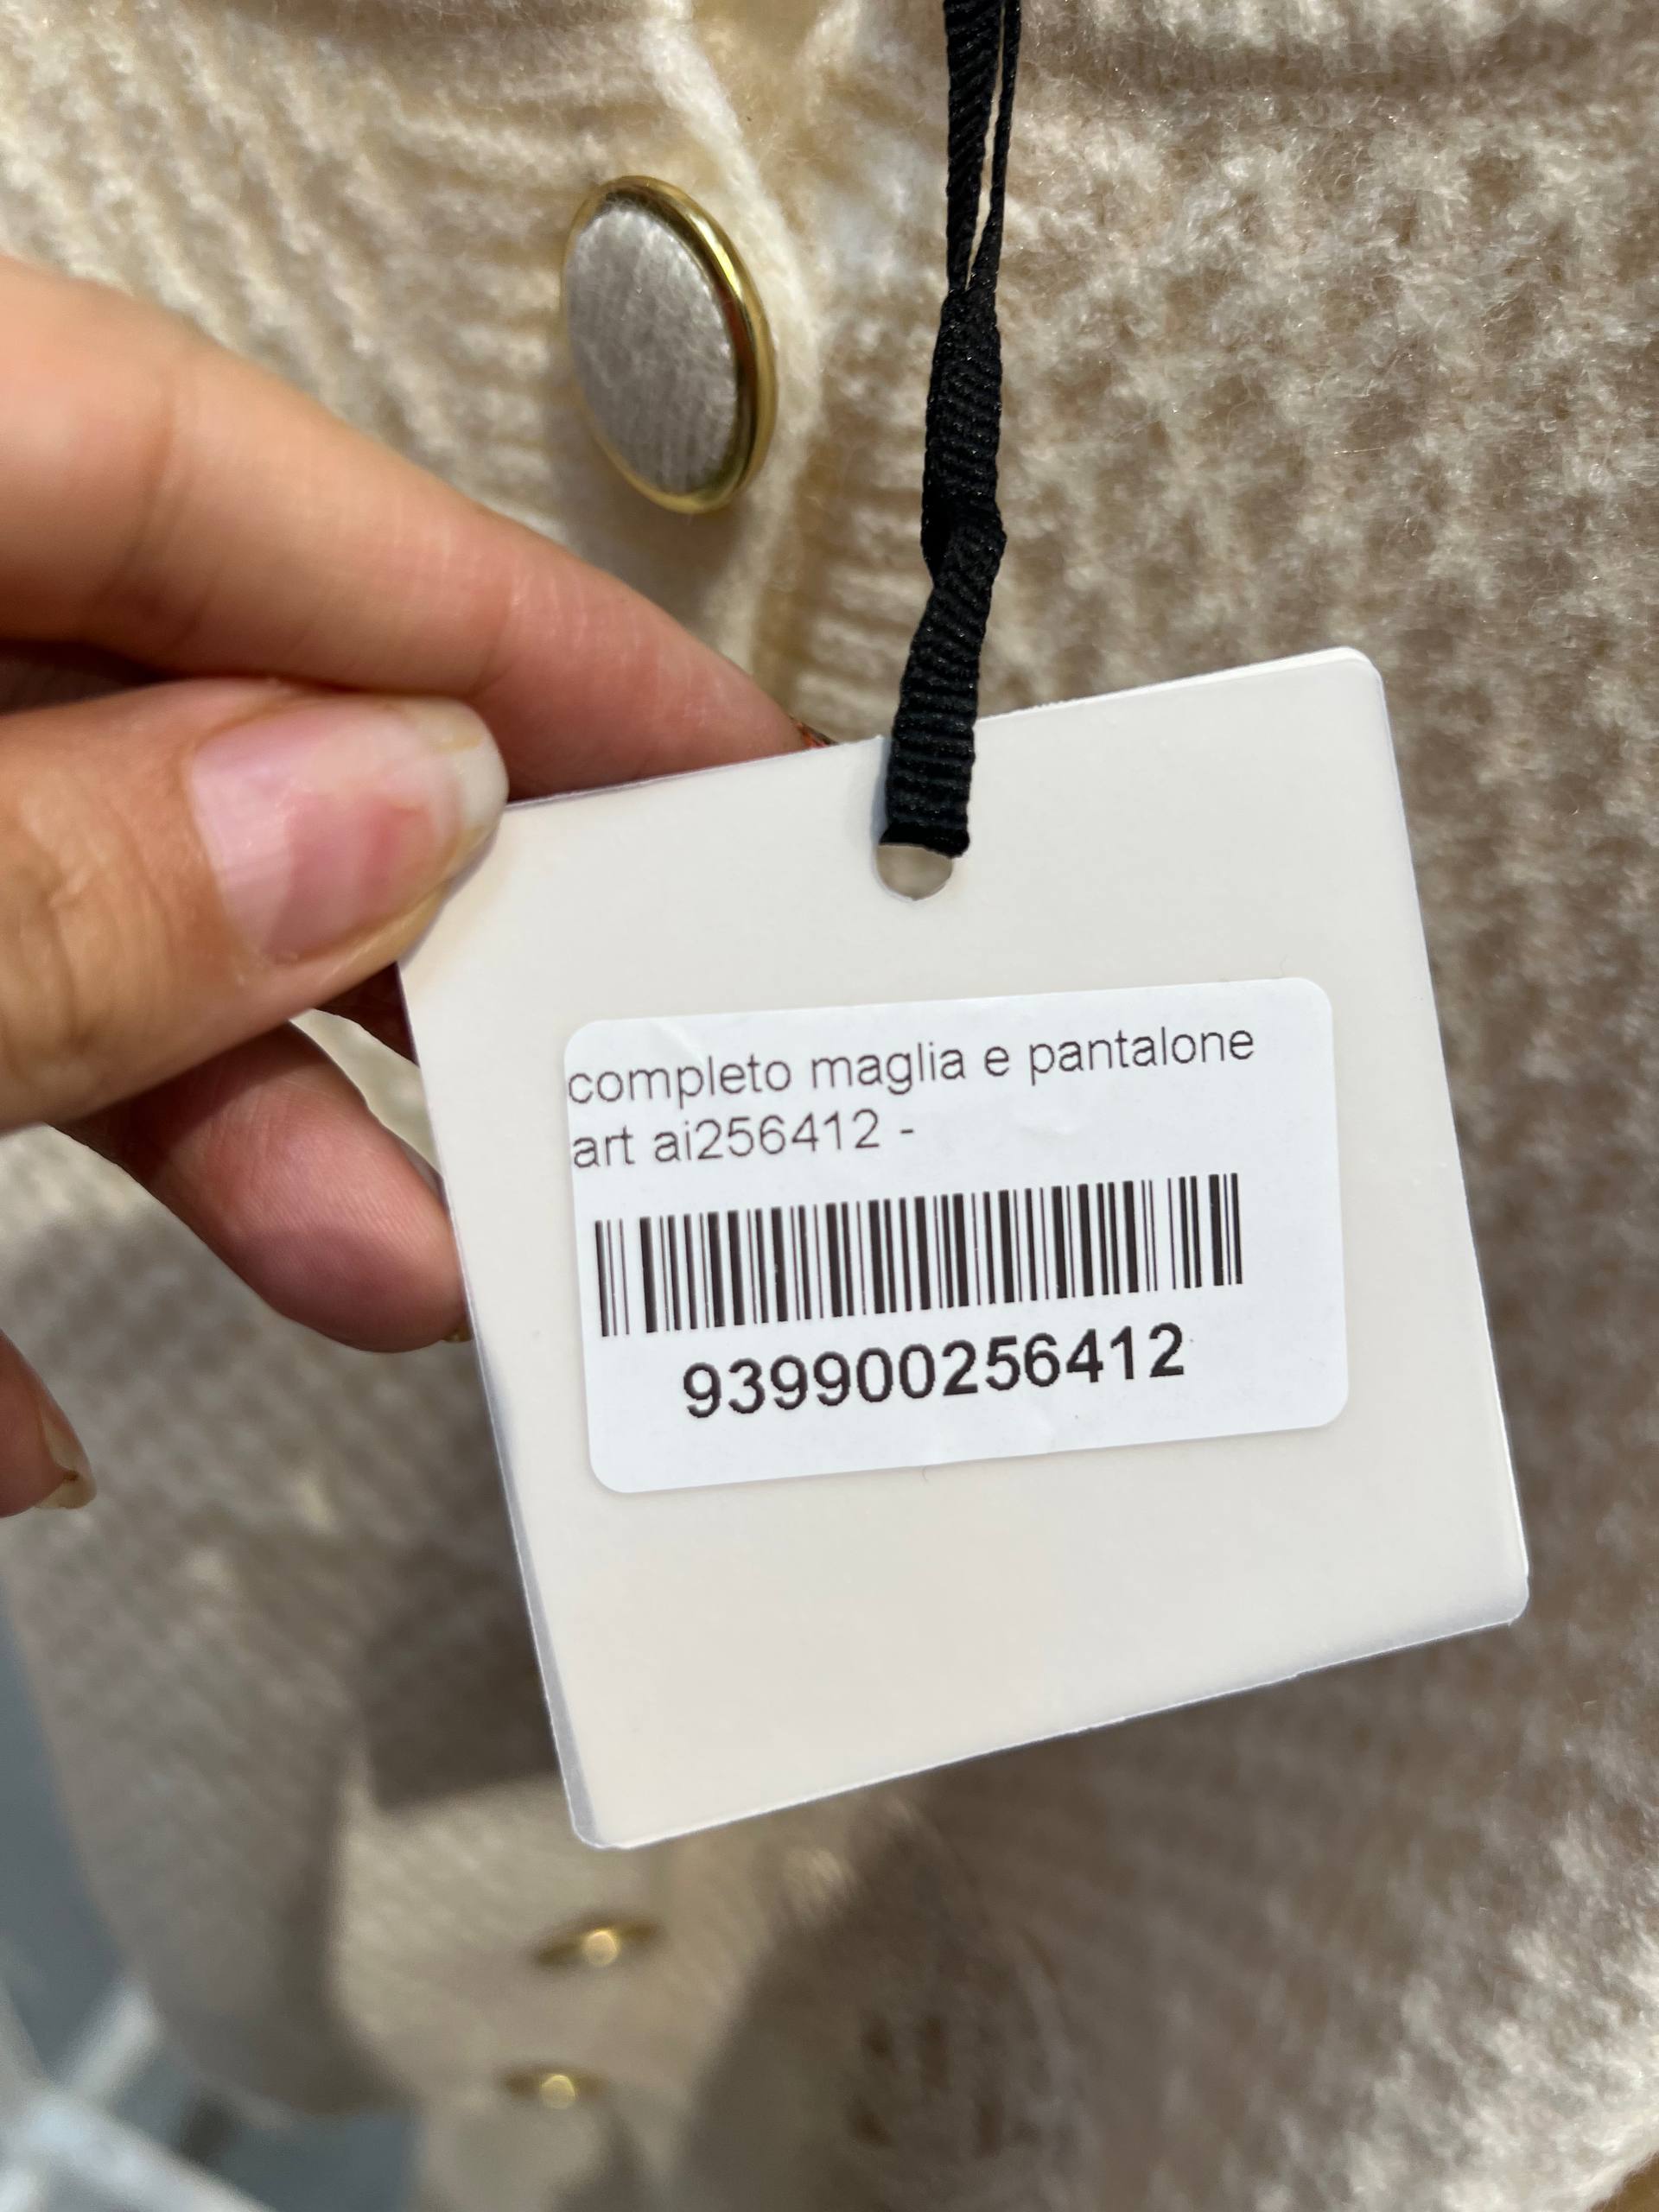 completo maglia e pantalone
art ai256412 -
939900256412